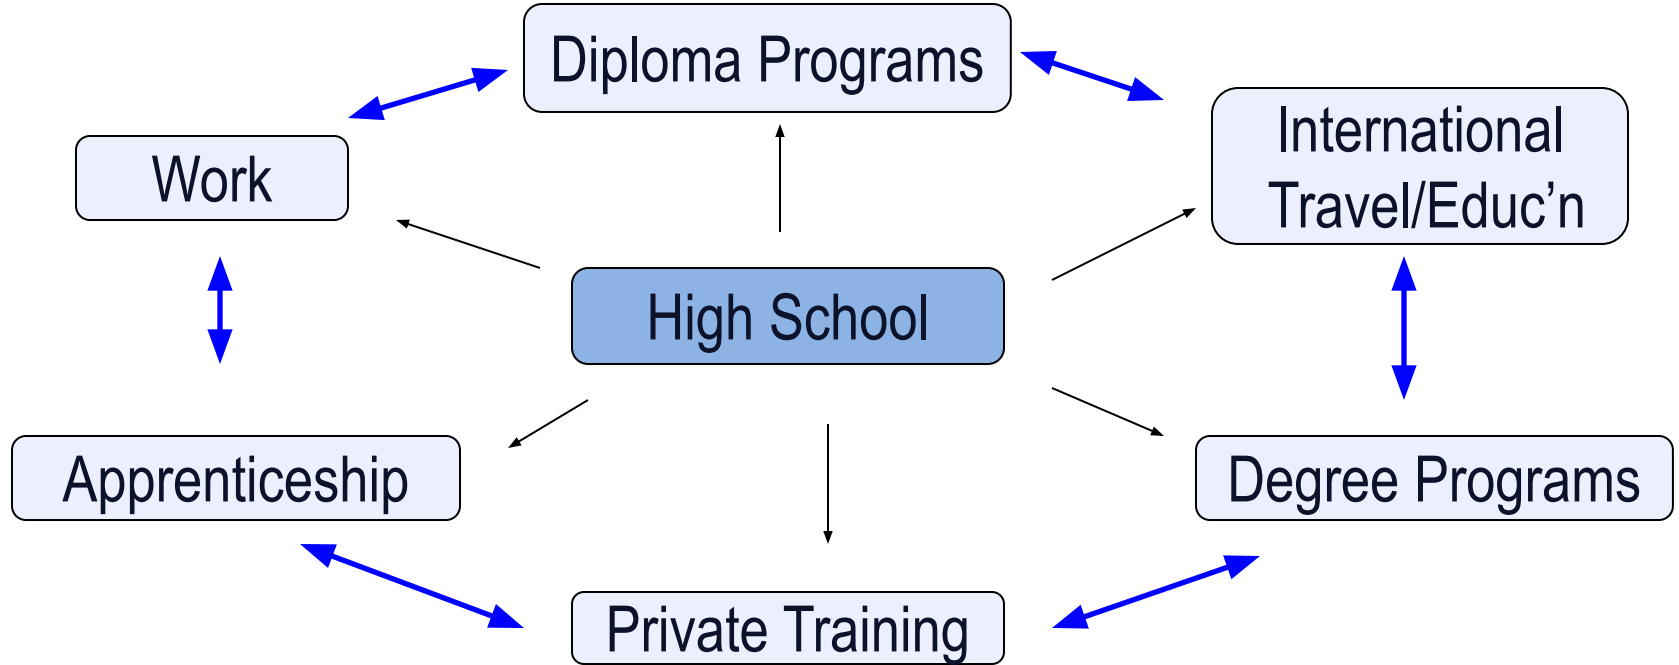 Diploma Programs
International
Travel/Educ’n
Work
High School
Apprenticeship
Degree Programs
Private Training